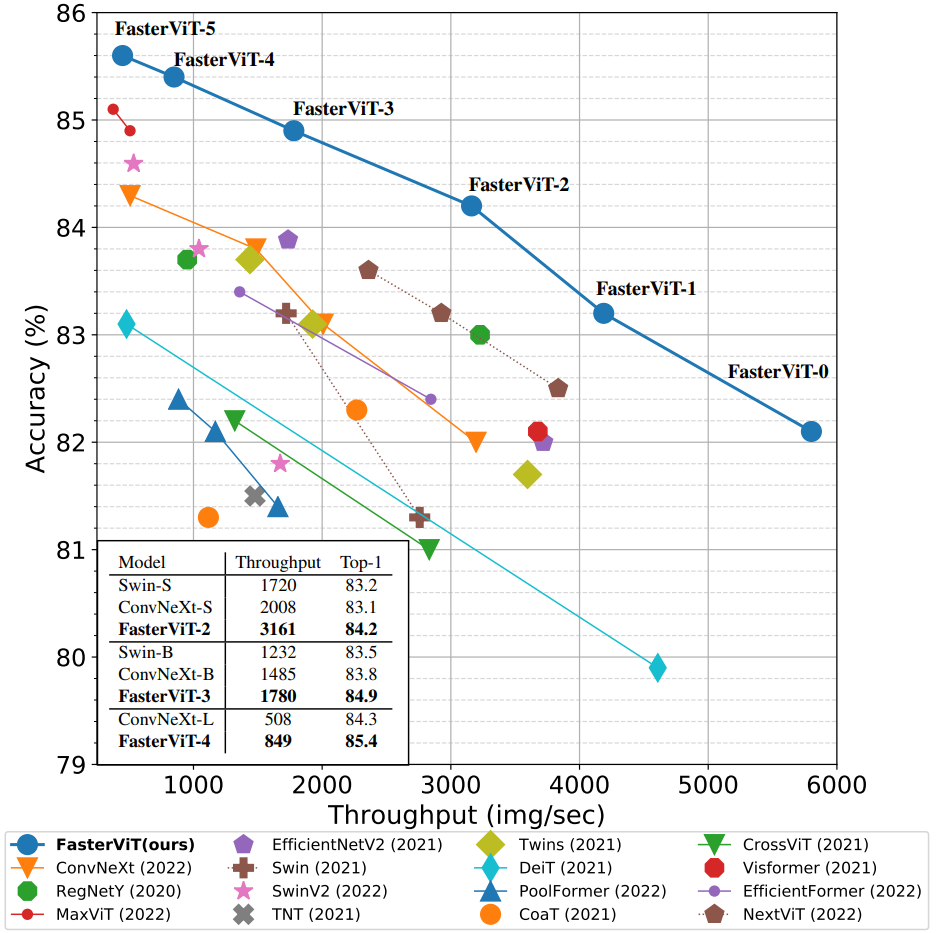 86
85
84
83
82
81
80
79
Accuracy (%)
FasterViT-5
FasterViT-4
FasterViT-3
FasterViT-2
FasterViT-1
FasterViT-0
Model Throughput Top-1
Swin-S 1720 83.2
ConvNeXt-S 2008 83.1
FasterViT-2 3161 84.2
Swin-B 1232 83.5
ConvNeXt-B 1485 83.8
FasterViT-3 1780 84.9
ConvNeXt-L 508 84.3
FasterViT-4 849 85.4
1000 2000 3000 4000 5000 6000
Throughput (img/sec)
FasterViT(ours) EfficientNetV2 (2021) Twins (2021) CrossViT (2021)
ConvNeXt (2022) Swin (2021) DeiT (2021) Visformer (2021)
RegNetY (2020) SwinV2 (2022) PoolFormer (2022) EfficientFormer (2022)
MaxViT (2022) TNT (2021) CoaT (2021) NextViT (2022)